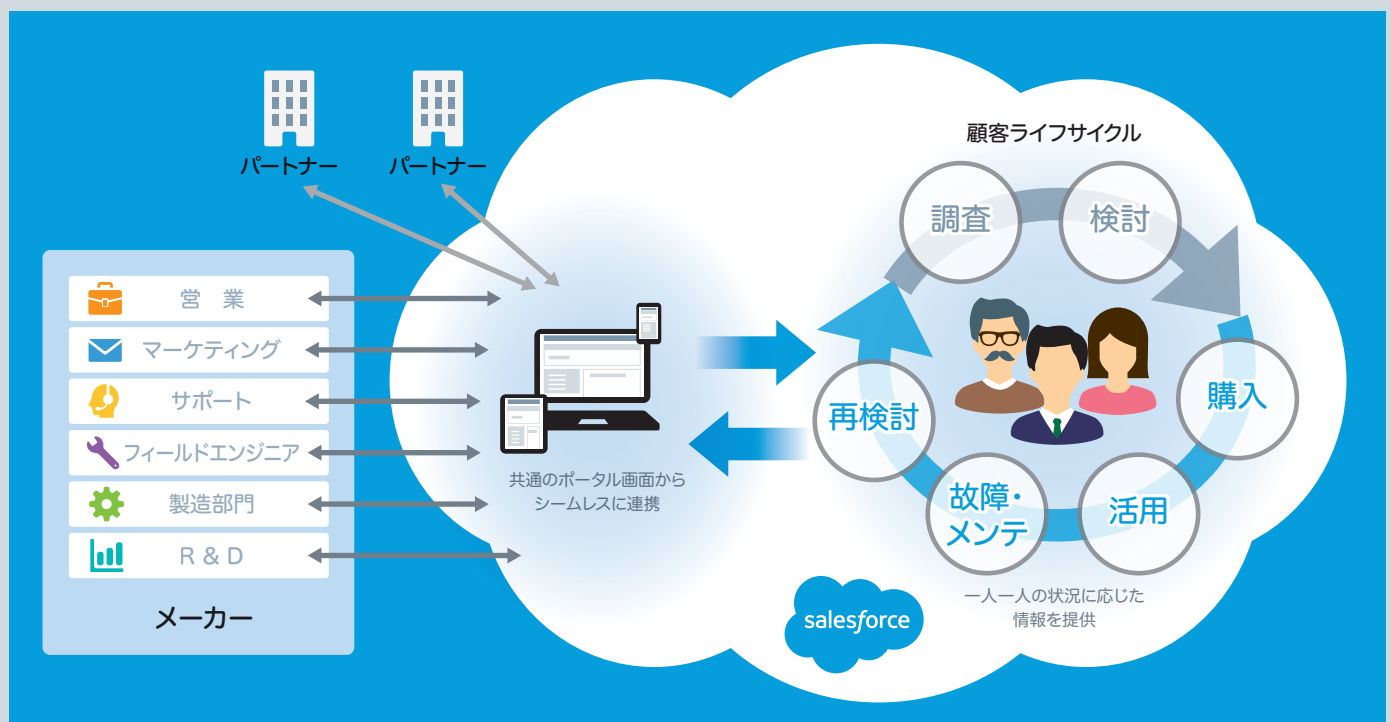 パートナー
パートナー
営 業
マーケティング
サポート
フィールドエンジニア
製造部門
R & D
メーカー
共通のポータル画面から
シームレスに連携
顧客ライフサイクル
調査
検討
購入
活用
故障・
メンテ
再検討
一人一人の状況に応じた
情報を提供
salesforce